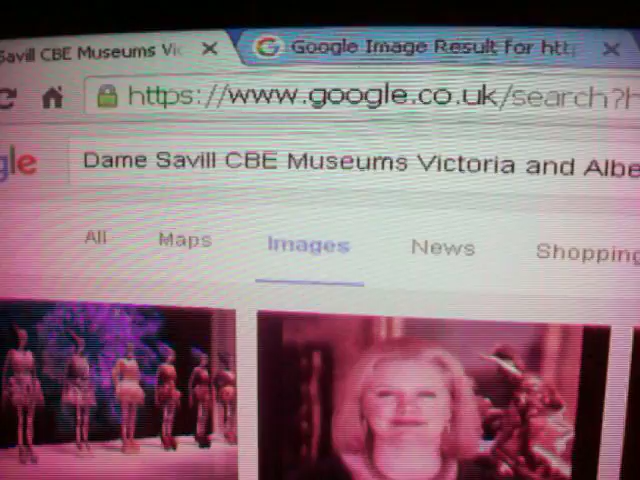 Savill CBE Museums Vic
Google Image Result for http
https://www.google.co.uk/search?h
gle
Dame Savill CBE Museums Victoria and Albe
All Maps Images News Shopping